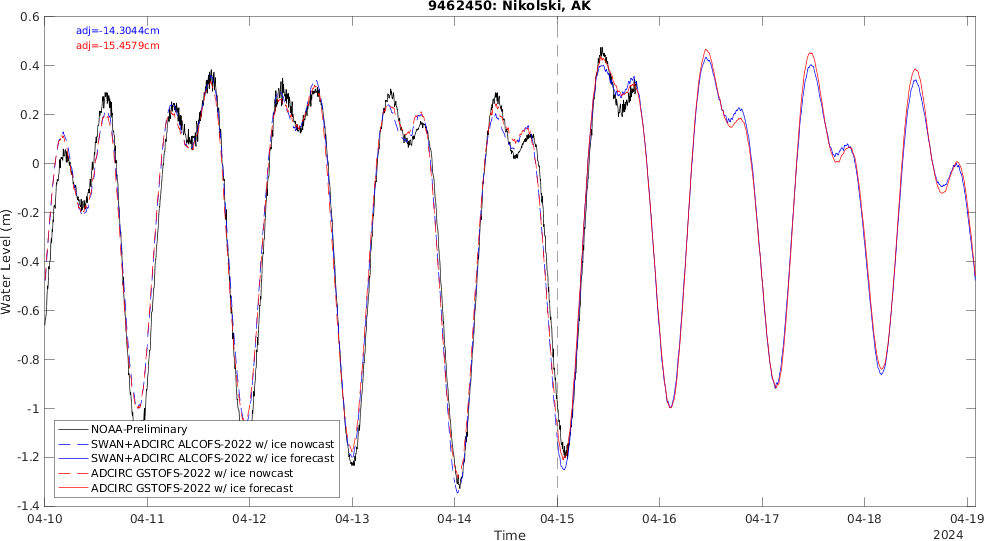 9462450: Nikolski, AK
adj=-14.3044cm
adj=-15.4579cm
0.6
0.4
0.2
0
-0.2
-0.4
-0.6
-0.8
-1
-1.2
-1.4
Water Level (m)
NOAA-Preliminary
SWAN+ADCIRC ALCOFS-2022 w/ ice nowcast
SWAN+ADCIRC ALCOFS-2022 w/ ice forecast
ADCIRC GSTOFS-2022 w/ ice nowcast
ADCIRC GSTOFS-2022 w/ ice forecast
04-10 04-11 04-12 04-13 04-14 04-15 04-16 04-17 04-18 04-19
Time
2024